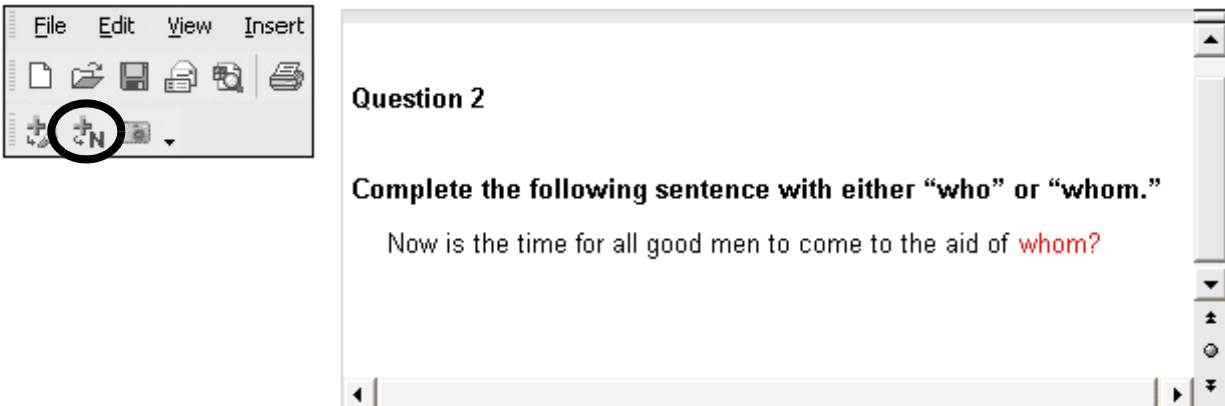 File Edit View Insert
N
Question 2
Complete the following sentence with either “who” or “whom.”
Now is the time for all good men to come to the aid of whom?